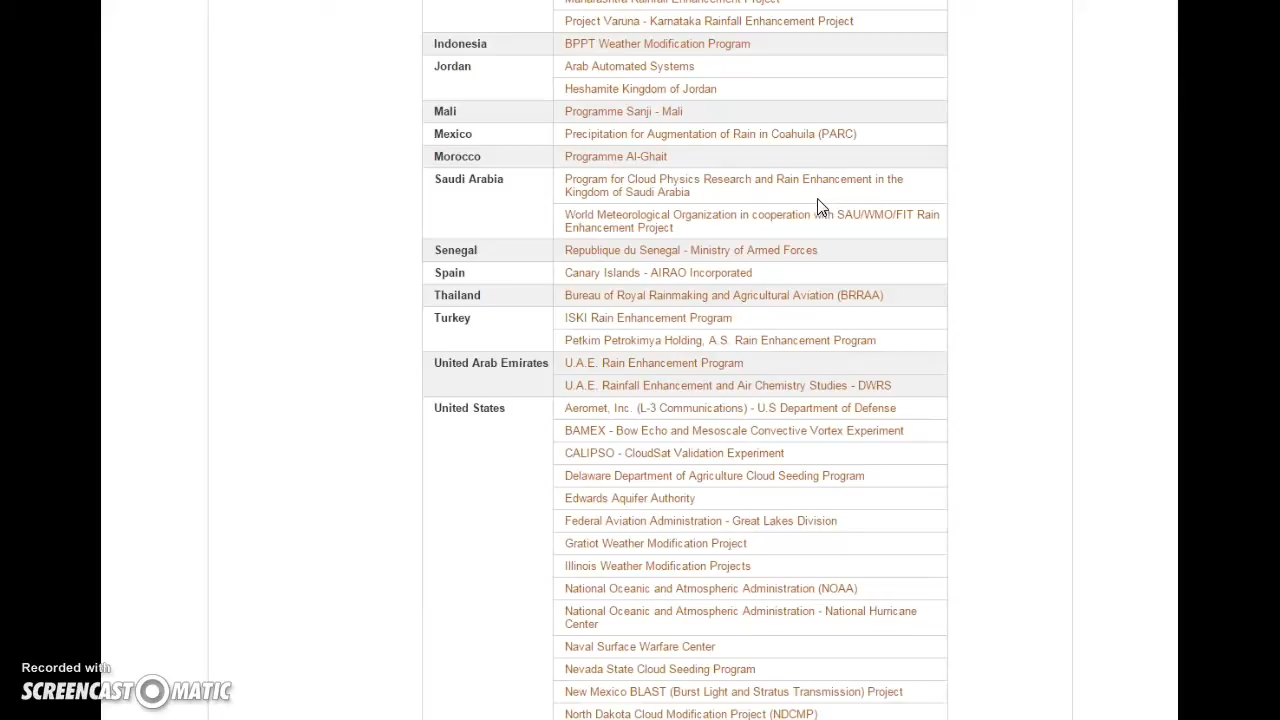 Maharashtra Rainfall Enhancement Project
Project Varuna - Karnataka Rainfall Enhancement Project
Indonesia
BPPT Weather Modification Program
Jordan
Arab Automated Systems
Heshamite Kingdom of Jordan
Mali
Programme Sanji - Mali
Mexico
Precipitation for Augmentation of Rain in Coahuila (PARC)
Morocco
Programme Al-Ghait
Saudi Arabia
Program for Cloud Physics Research and Rain Enhancement in the
Kingdom of Saudi Arabia
World Meteorological Organization in cooperation with SAU/WMO/FIT Rain
Enhancement Project
Senegal
Republique du Senegal - Ministry of Armed Forces
Spain
Canary Islands - AIRAO Incorporated
Thailand
Bureau of Royal Rainmaking and Agricultural Aviation (BRRAA)
Turkey
ISKI Rain Enhancement Program
Petkim Petrokimya Holding, A.S. Rain Enhancement Program
United Arab Emirates
U.A.E. Rain Enhancement Program
U.A.E. Rainfall Enhancement and Air Chemistry Studies - DWRS
United States
Aeromet, Inc. (L-3 Communications) - U.S Department of Defense
BAMEX - Bow Echo and Mesoscale Convective Vortex Experiment
CALIPSO - CloudSat Validation Experiment
Delaware Department of Agriculture Cloud Seeding Program
Edwards Aquifer Authority
Federal Aviation Administration - Great Lakes Division
Gratiot Weather Modification Project
Illinois Weather Modification Projects
National Oceanic and Atmospheric Administration (NOAA)
National Oceanic and Atmospheric Administration - National Hurricane
Center
Naval Surface Warfare Center
Nevada State Cloud Seeding Program
New Mexico BLAST (Burst Light and Stratus Transmission) Project
North Dakota Cloud Modification Project (NDCMP)
Recorded with
SCREENCAST-O-MATIC